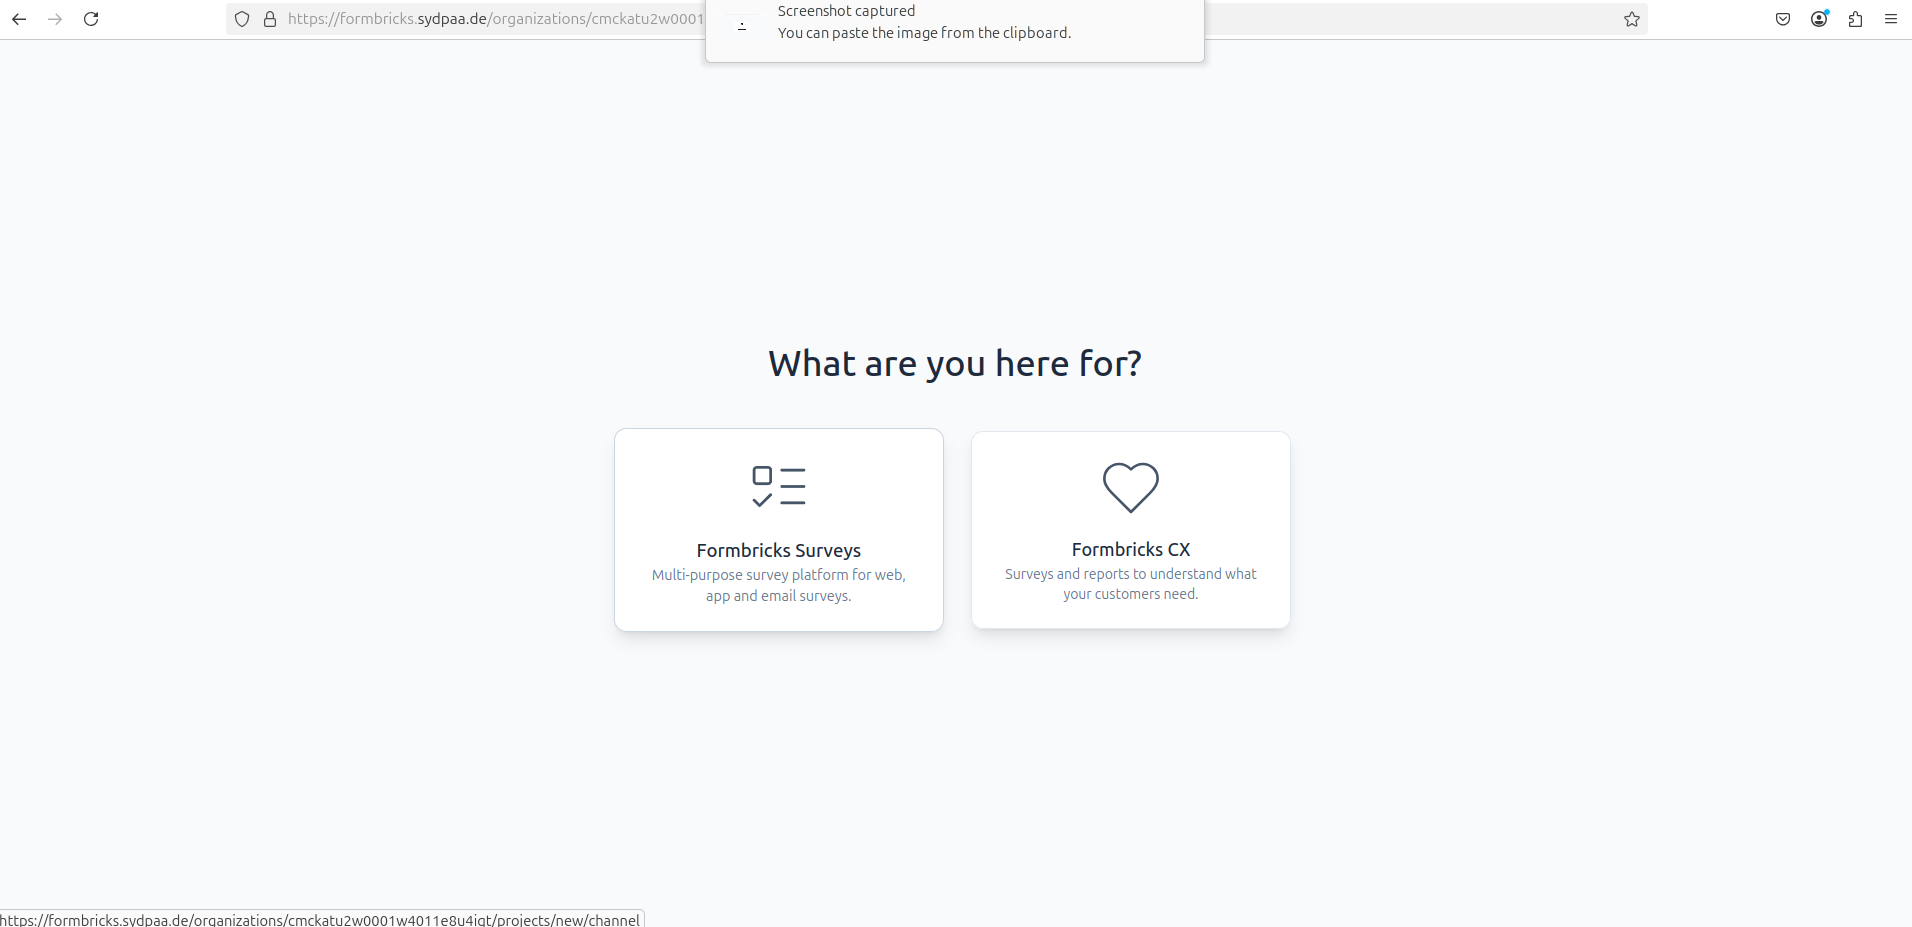 https://formbricks.sydpaa.de/organizations/cmckatu2w0001
Screenshot captured
You can paste the image from the clipboard.
What are you here for?
Formbricks Surveys
Multi-purpose survey platform for web,
app and email surveys.
Formbricks CX
Surveys and reports to understand what
your customers need.
https://formbricks.sydpaa.de/organizations/cmckatu2w0001w4011e8u4iqt/projects/new/channel